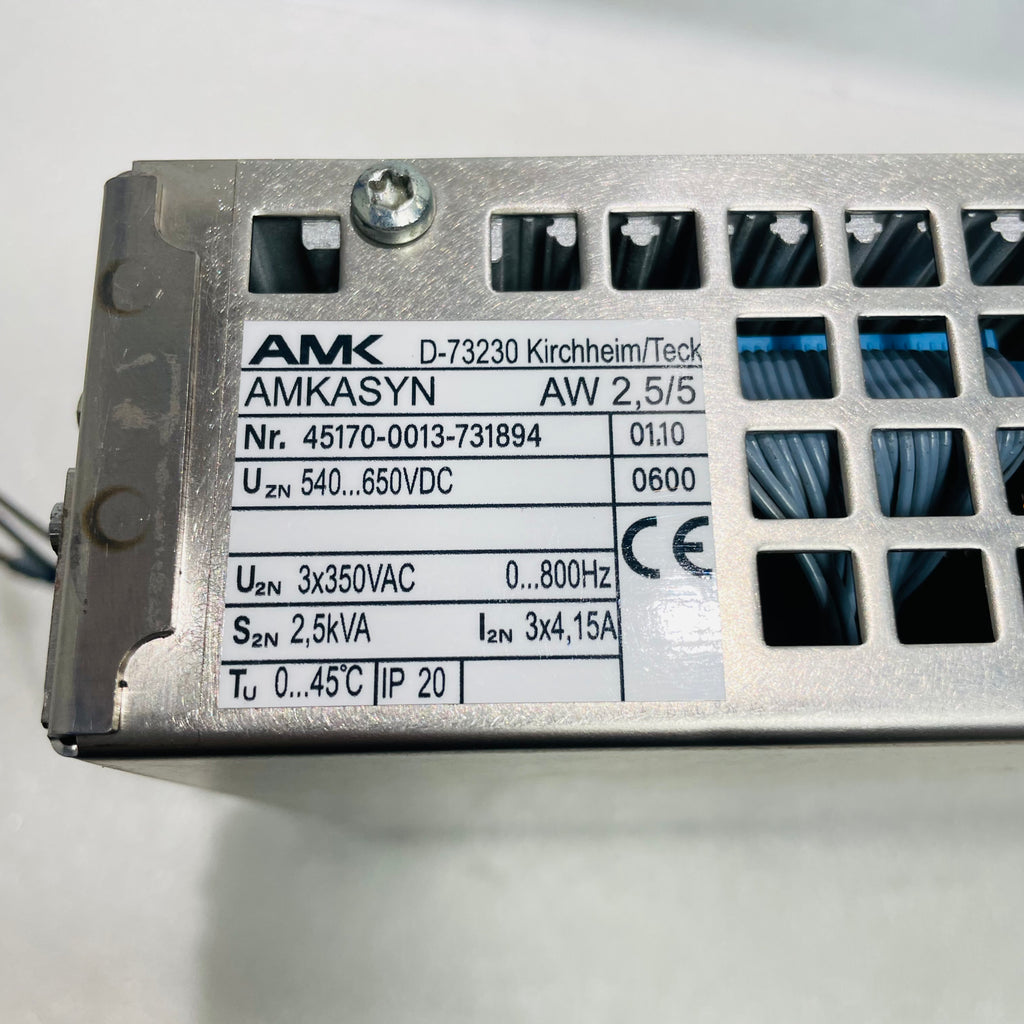 AMK D-73230 Kirchheim/Teck
AMKASYN AW 2,5/5
Nr. 45170-0013-731894 01.10
UZN 540...650VDC 0600
CE
U2N 3x350VAC 0...800Hz
S2N 2,5kVA I2N 3x4,15A
TU 0...45°C IP 20